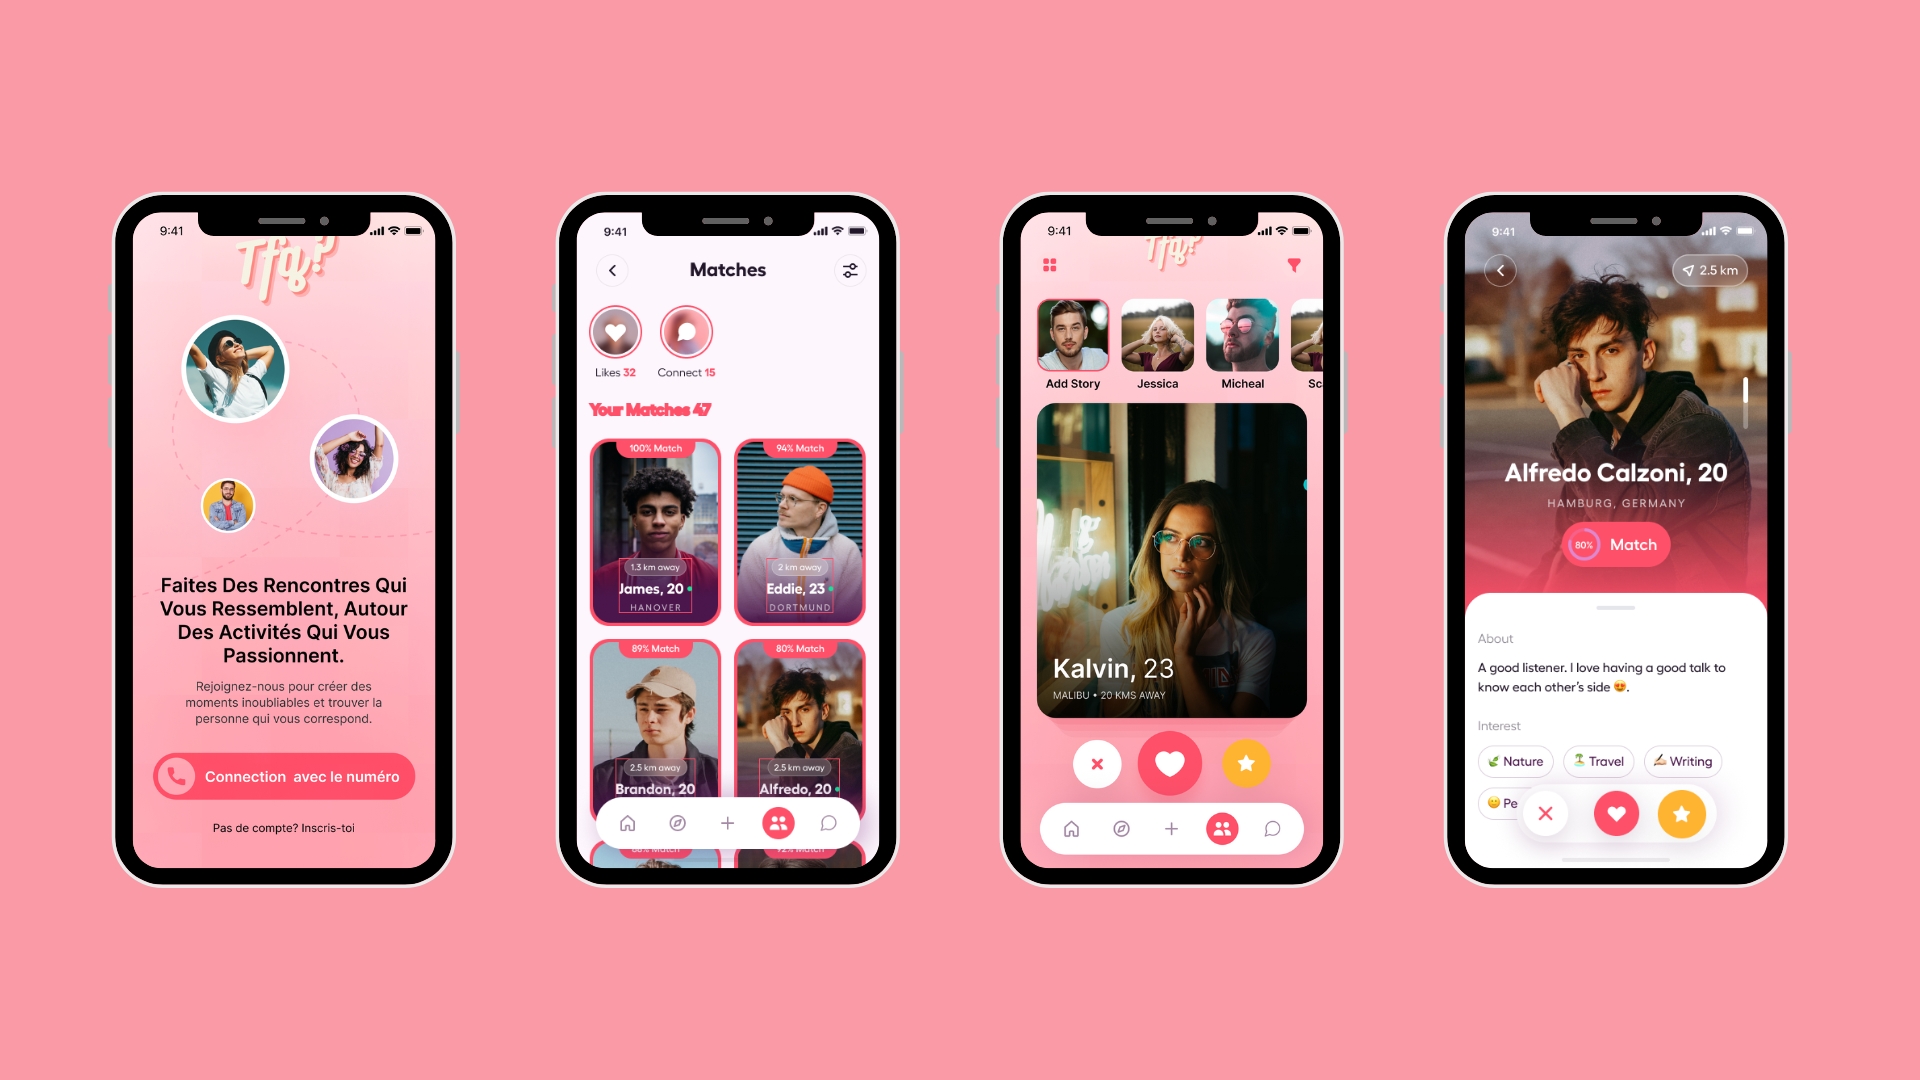 9:41
Tfq?
Faites Des Rencontres Qui
Vous Ressemblent, Autour
Des Activités Qui Vous
Passionnent.
Rejoignez-nous pour créer des
moments inoubliables et trouver la
personne qui vous correspond.
Connection avec le numéro
Pas de compte? Inscris-toi
9:41
Matches
Likes 32
Connect 15
Your Matches 47
100% Match
1.3 km away
James, 20
HANOVER
94% Match
2 km away
Eddie, 23
DORTMUND
89% Match
2.5 km away
Brandon, 20
80% Match
2.5 km away
Alfredo, 20
9:41
Tfq?
Add Story
Jessica
Micheal
Sc
Kalvin, 23
MALIBU • 20 KMS AWAY
9:41
2.5 km
Alfredo Calzoni, 20
HAMBURG, GERMANY
80% Match
About
A good listener. I love having a good talk to
know each other's side 😍.
Interest
🌿 Nature
🏝️ Travel
✍🏻 Writing
😄 Pe